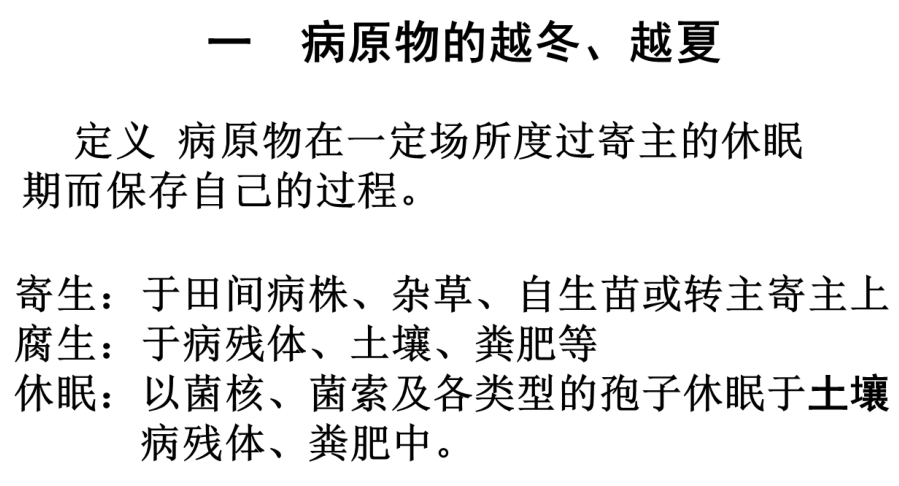 一 病原物的越冬、越夏
定义 病原物在一定场所度过寄主的休眠
期而保存自己的过程。
寄生：于田间病株、杂草、自生苗或转主寄主上
腐生：于病残体、土壤、粪肥等
休眠：以菌核、菌索及各类型的孢子休眠于土壤
病残体、粪肥中。